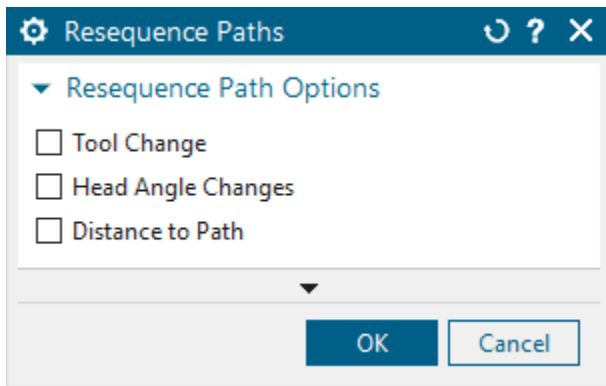 Resequence Paths
?
Resequence Path Options
Tool Change
Head Angle Changes
Distance to Path
OK Cancel